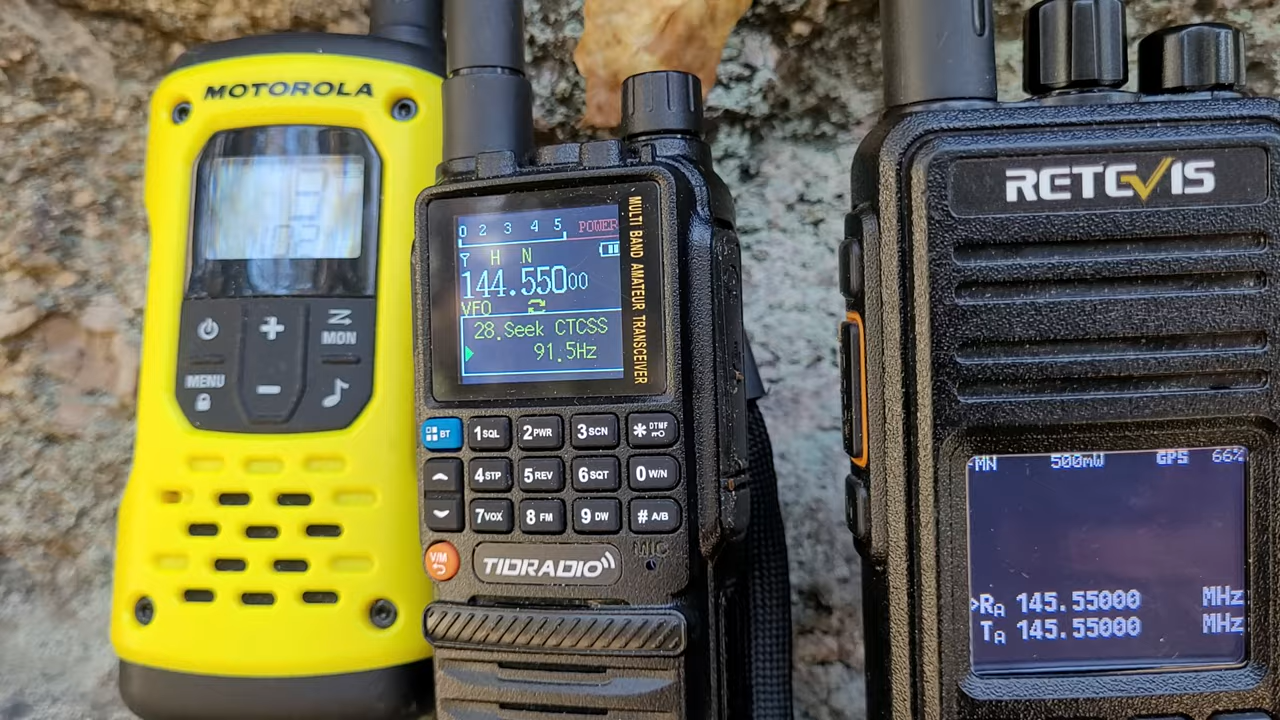 MOTOROLA
MENU
MON
0 2 3 4 5 POWER
H N
144.55000
VFO
28.Seek CTCSS
91.5Hz
MULTI BAND AMATEUR TRANSCEIVER
BT 1SQL 2PWR 3SCN *DTMF
4STP 5REV 6SQT 0W/N
7VOX 8FM 9DW #A/B
V/M
TIDRADIO
MIC
RETEVIS
500mW GPS 66%
>RA 145.55000 MHz
TA 145.55000 MHz